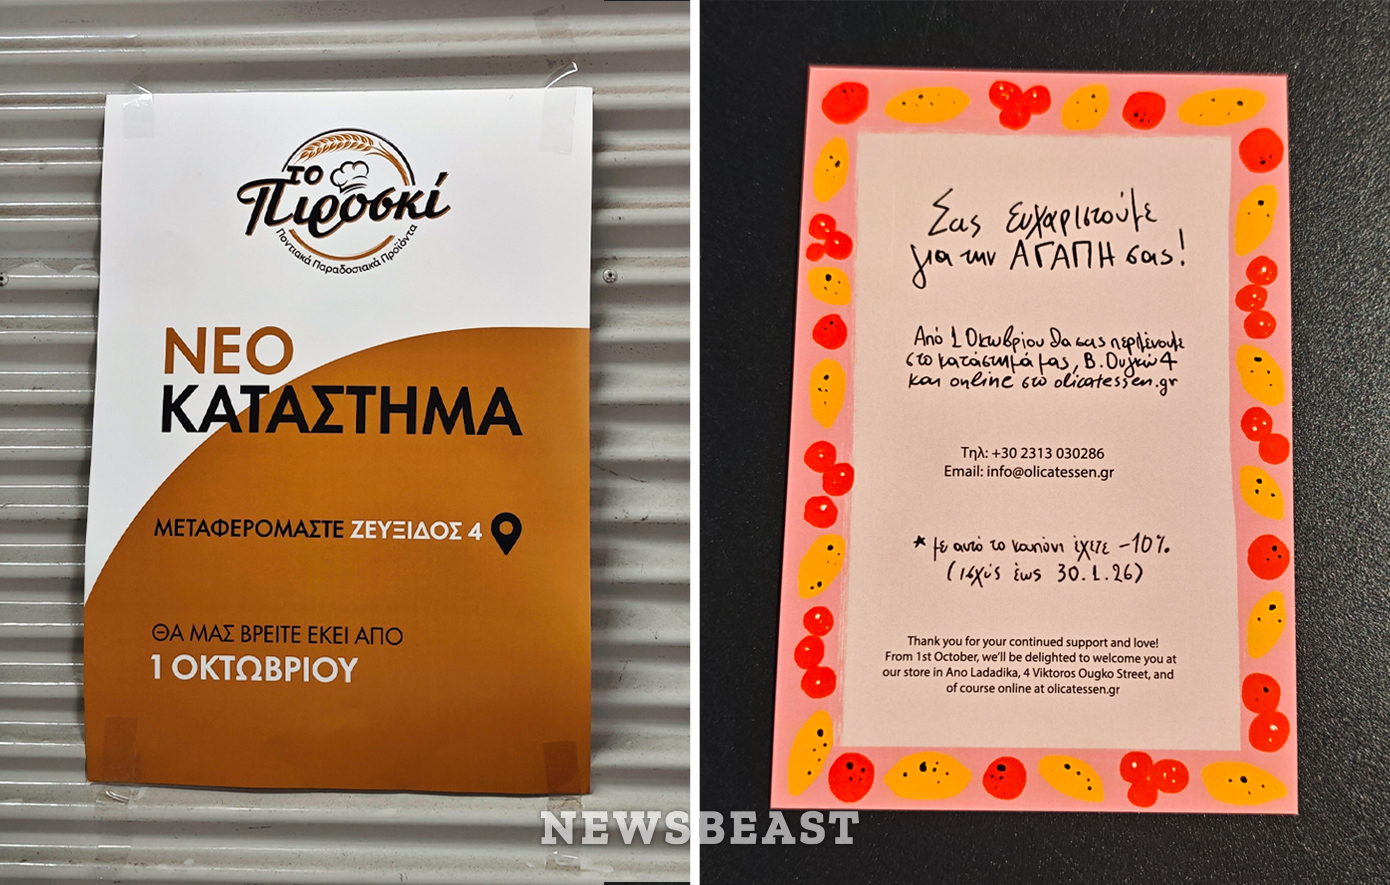 το
Πιροσκί
Ποντιακά Παραδοσιακά Προϊόντα
ΝΕΟ
ΚΑΤΑΣΤΗΜΑ
ΜΕΤΑΦΕΡΟΜΑΣΤΕ ΖΕΥΞΙΔΟΣ 4
ΘΑ ΜΑΣ ΒΡΕΙΤΕ ΕΚΕΙ ΑΠΟ
1 ΟΚΤΩΒΡΙΟΥ
Σας ευχαριστούμε
για την ΑΓΑΠΗ σας!
Από 1 Οκτωβρίου θα σας περιμένουμε
στο κατάστημά μας, Β. Ουγκώ 4
και online στο olicatessen.gr
Τηλ: +30 2313 030286
Email: info@olicatessen.gr
* με αυτό το κουπόνι έχετε -10%
(ισχύς έως 30.1.26)
Thank you for your continued support and love!
From 1st October, we'll be delighted to welcome you at
our store in Ano Ladadika, 4 Viktoros Ougko Street, and
of course online at olicatessen.gr
NEWSBEAST